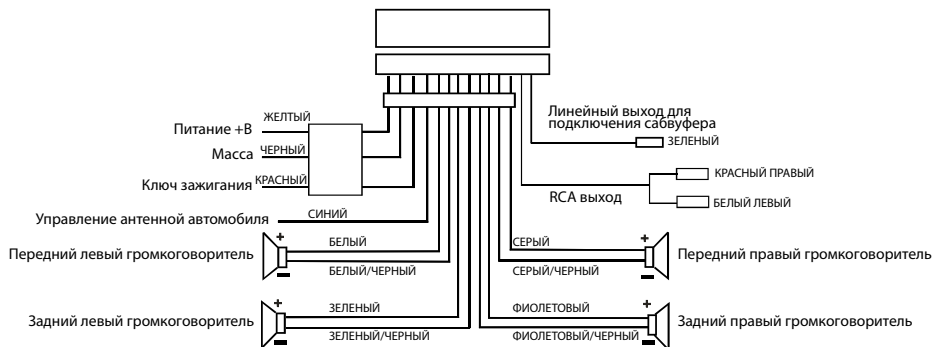 Линейный выход для
подключения сабвуфера
ЖЕЛТЫЙ
Питание +В
ЗЕЛЕНЫЙ
ЧЕРНЫЙ
Масса
КРАСНЫЙ ПРАВЫЙ
КРАСНЫЙ
Ключ зажигания
RCA выход
БЕЛЫЙ ЛЕВЫЙ
СИНИЙ
Управление антенной автомобиля
БЕЛЫЙ
СЕРЫЙ
+
+
Передний левый громкоговоритель
Передний правый громкоговоритель
БЕЛЫЙ/ЧЕРНЫЙ
СЕРЫЙ/ЧЕРНЫЙ
+
ЗЕЛЕНЫЙ
ФИОЛЕТОВЫЙ
+
Задний левый громкоговоритель
Задний правый громкоговоритель
ЗЕЛЕНЫЙ/ЧЕРНЫЙ
ФИОЛЕТОВЫЙ/ЧЕРНЫЙ